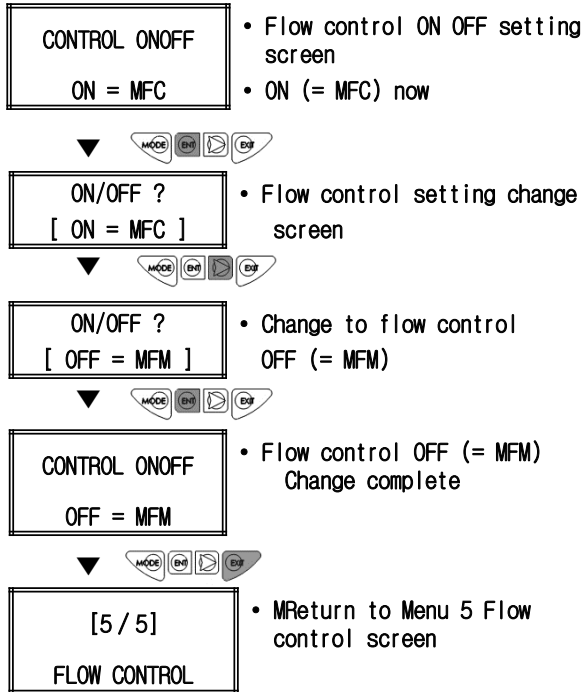 CONTROL ONOFF
ON = MFC
• Flow control ON OFF setting
screen
• ON (= MFC) now
MODE ENT EXIT
ON/OFF ?
[ ON = MFC ]
• Flow control setting change
screen
MODE ENT EXIT
ON/OFF ?
[ OFF = MFM ]
• Change to flow control
OFF (= MFM)
MODE ENT EXIT
CONTROL ONOFF
OFF = MFM
• Flow control OFF (= MFM)
Change complete
MODE ENT EXIT
[5/5]
FLOW CONTROL
• MReturn to Menu 5 Flow
control screen